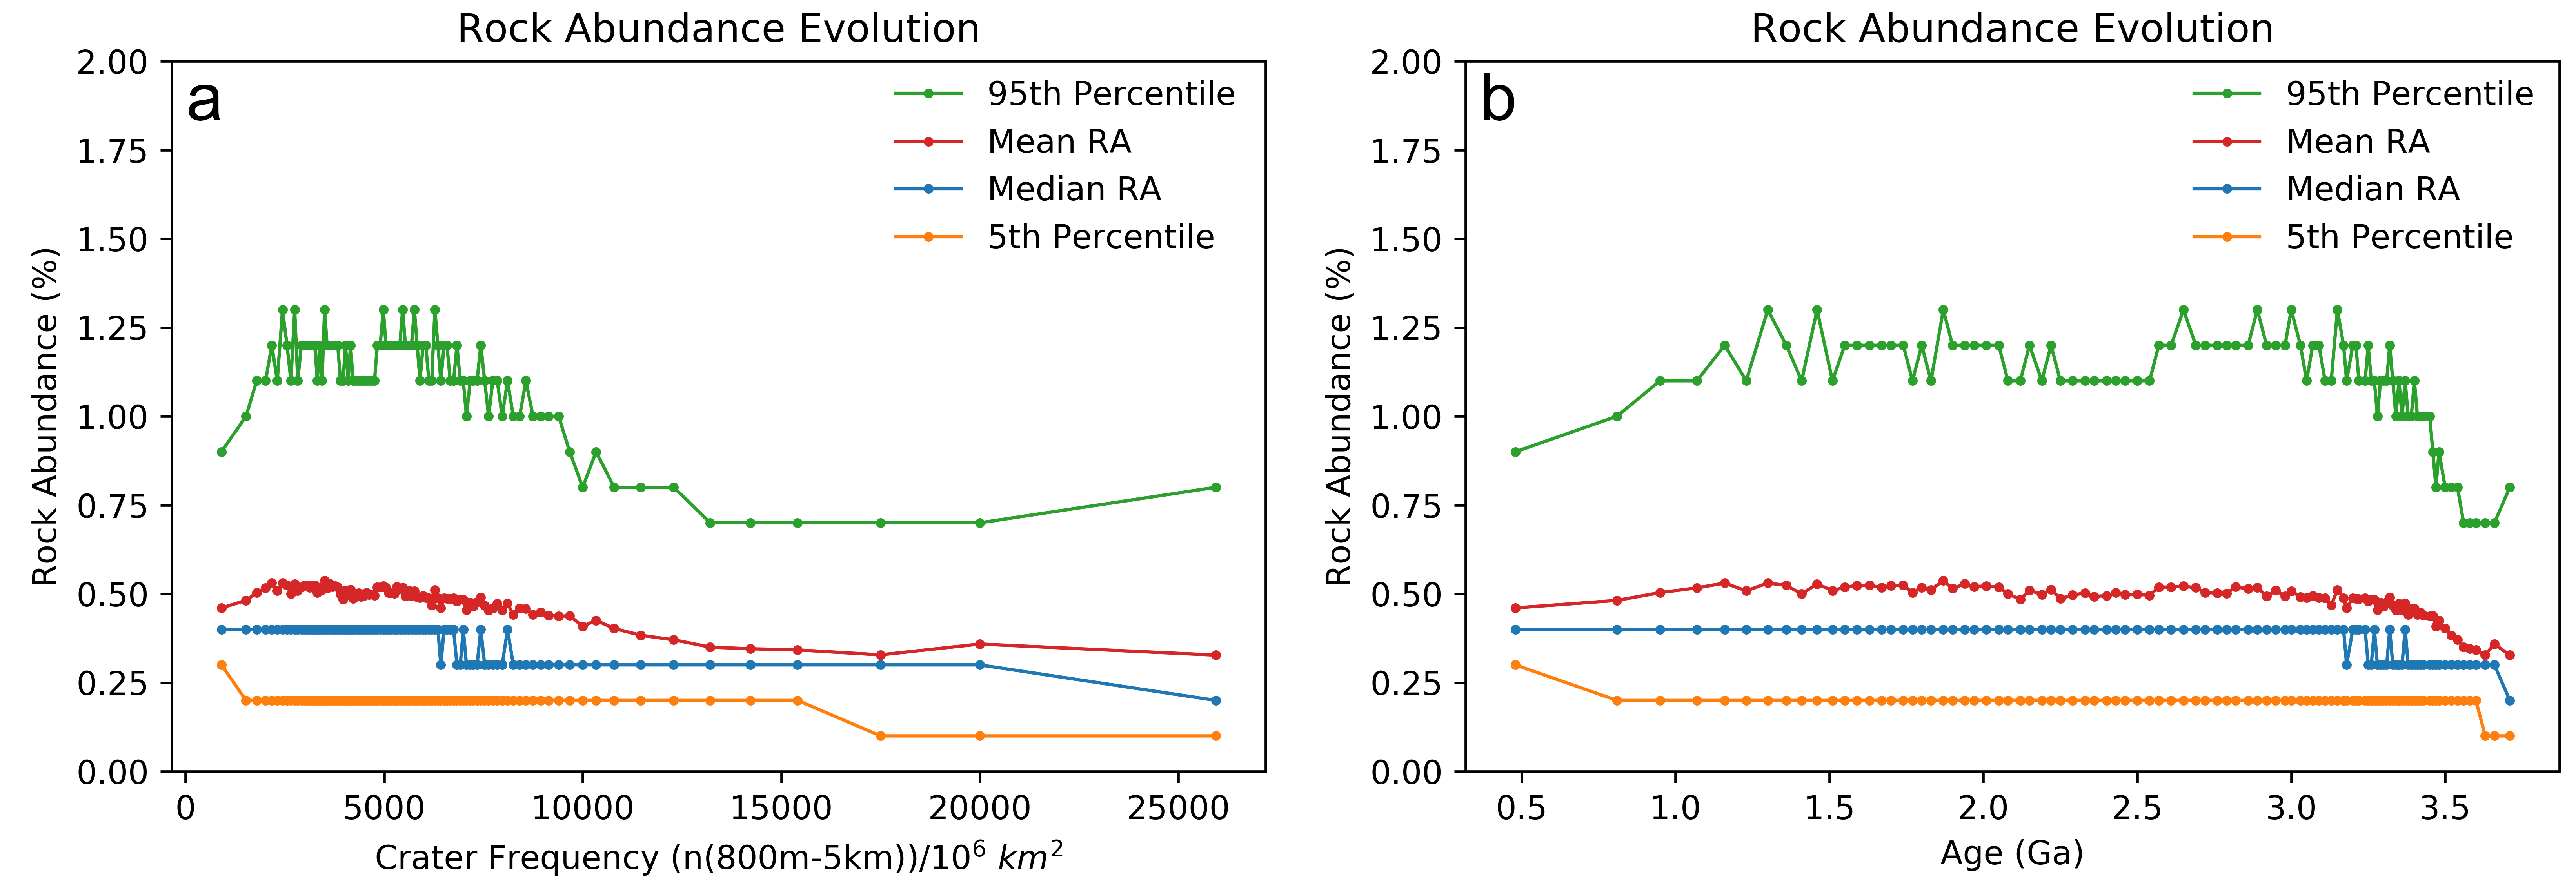 Rock Abundance Evolution
a
2.00
1.75
1.50
1.25
1.00
0.75
0.50
0.25
0.00
Rock Abundance (%)
95th Percentile
Mean RA
Median RA
5th Percentile
0 5000 10000 15000 20000 25000
Crater Frequency (n(800m-5km))/10⁶ km²
Rock Abundance Evolution
b
2.00
1.75
1.50
1.25
1.00
0.75
0.50
0.25
0.00
Rock Abundance (%)
95th Percentile
Mean RA
Median RA
5th Percentile
0.5 1.0 1.5 2.0 2.5 3.0 3.5
Age (Ga)